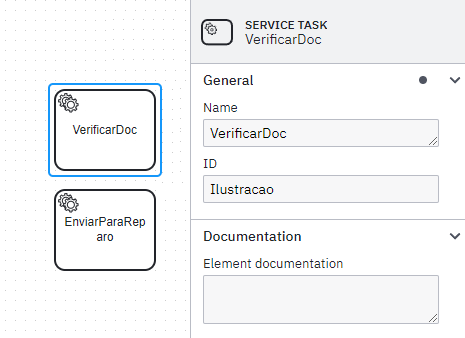 VerificarDoc
EnviarParaRep
aro
SERVICE TASK
VerificarDoc
General
Name
VerificarDoc
ID
Ilustracao
Documentation
Element documentation